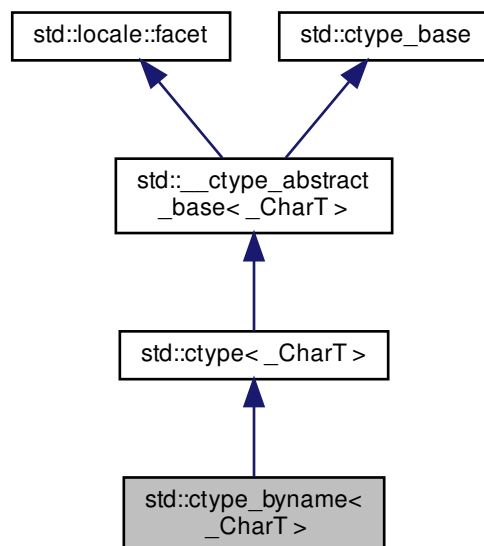 std::locale::facet
std::ctype_base
std::__ctype_abstract
_base< _CharT >
std::ctype< _CharT >
std::ctype_byname<
_CharT >